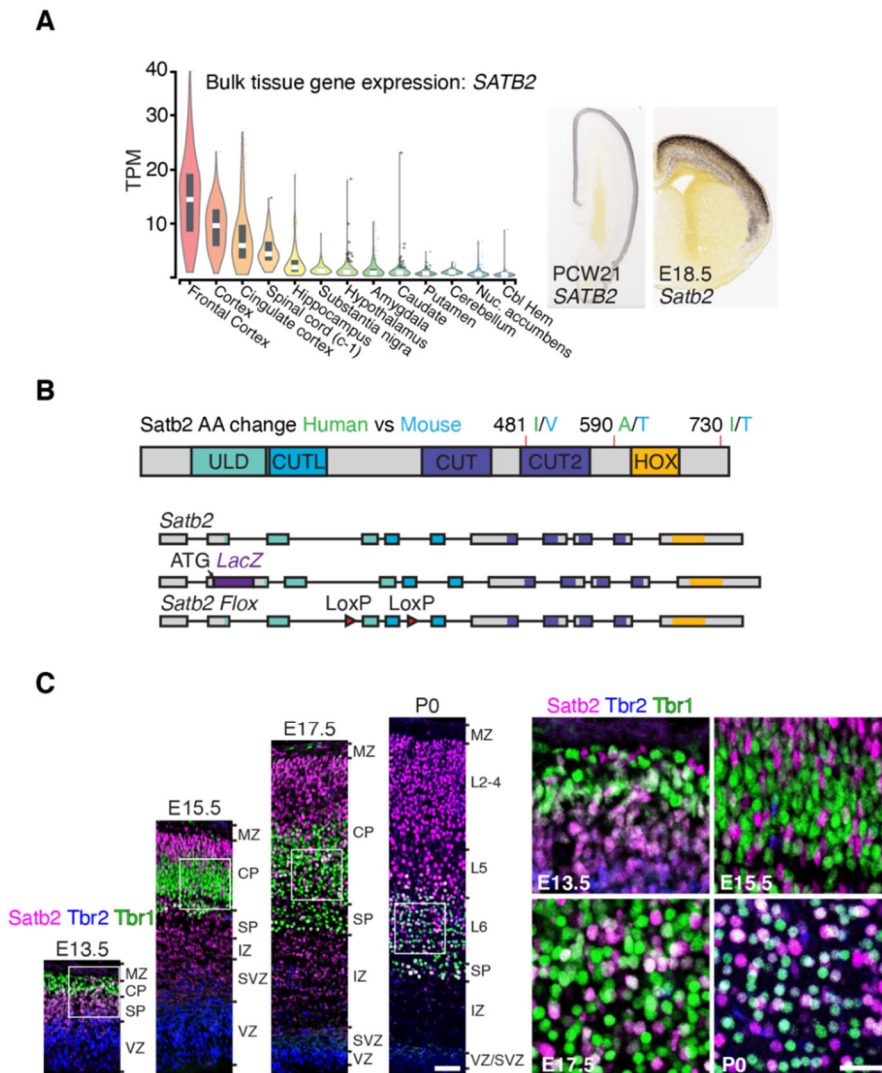 A
Bulk tissue gene expression: SATB2
TPM
40
30
20
10
Frontal Cortex
Cortex
Cingulate cortex
Spinal cord (c-1)
Hippocampus
Substantia nigra
Hypothalamus
Amygdala
Caudate
Putamen
Cerebellum
Nuc. accumbens
Cbl Hem
PCW21
SATB2
E18.5
Satb2
B
Satb2 AA change Human vs Mouse 481 I/V 590 A/T 730 I/T
ULD CUTL CUT CUT2 HOX
Satb2
ATG LacZ
Satb2 Flox LoxP LoxP
C
Satb2 Tbr2 Tbr1
E13.5
MZ
CP
SP
VZ
E15.5
MZ
CP
SP
IZ
SVZ
VZ
E17.5
MZ
CP
SP
IZ
SVZ
VZ
P0
MZ
L2-4
L5
L6
SP
IZ
VZ/SVZ
Satb2 Tbr2 Tbr1
E13.5
E15.5
E17.5
P0